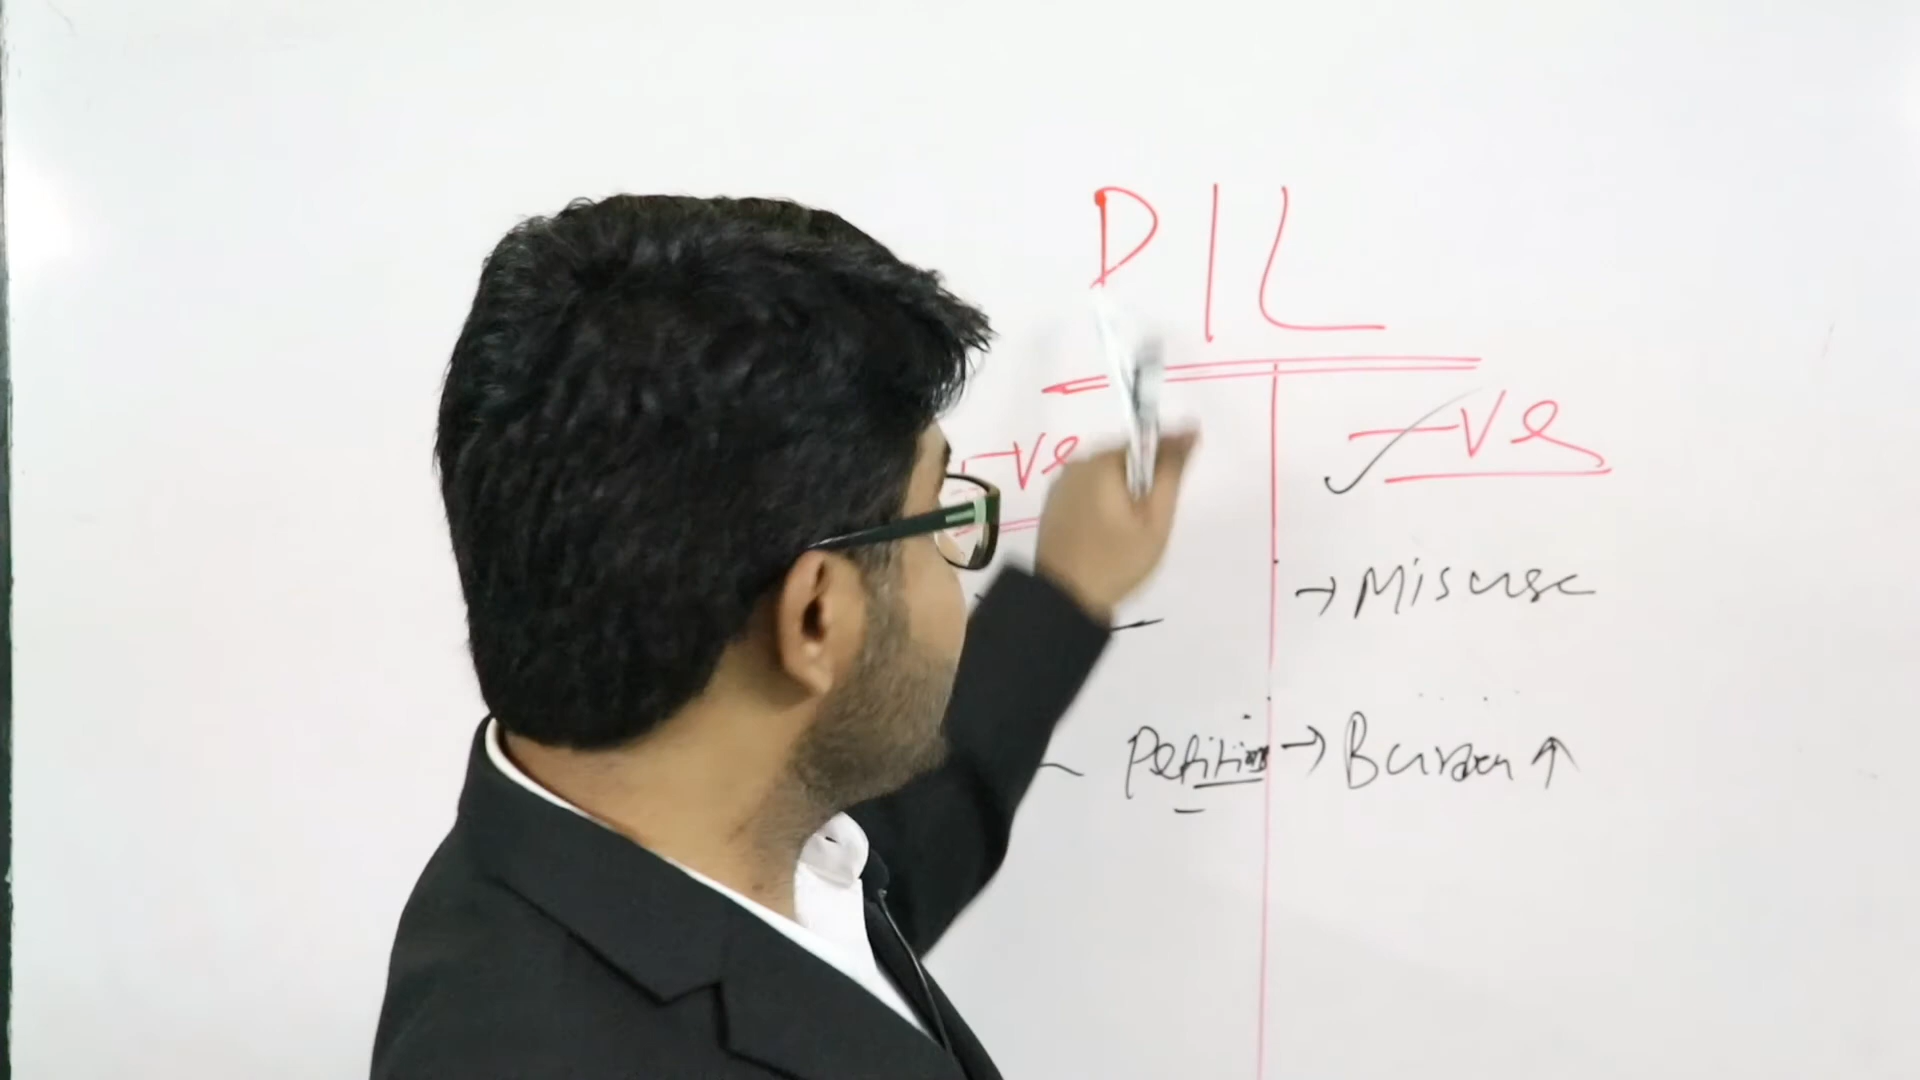 PIL
+ve -ve
→ Misuse
Petition → Burden ↑